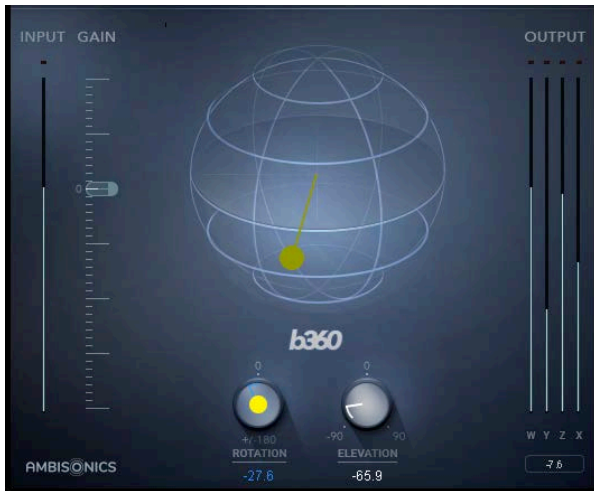 INPUT GAIN
OUTPUT
0
b360
0
0
+/-180
-90
90
ROTATION
ELEVATION
-27.6
-65.9
W Y Z X
-7.6
AMBISONICS